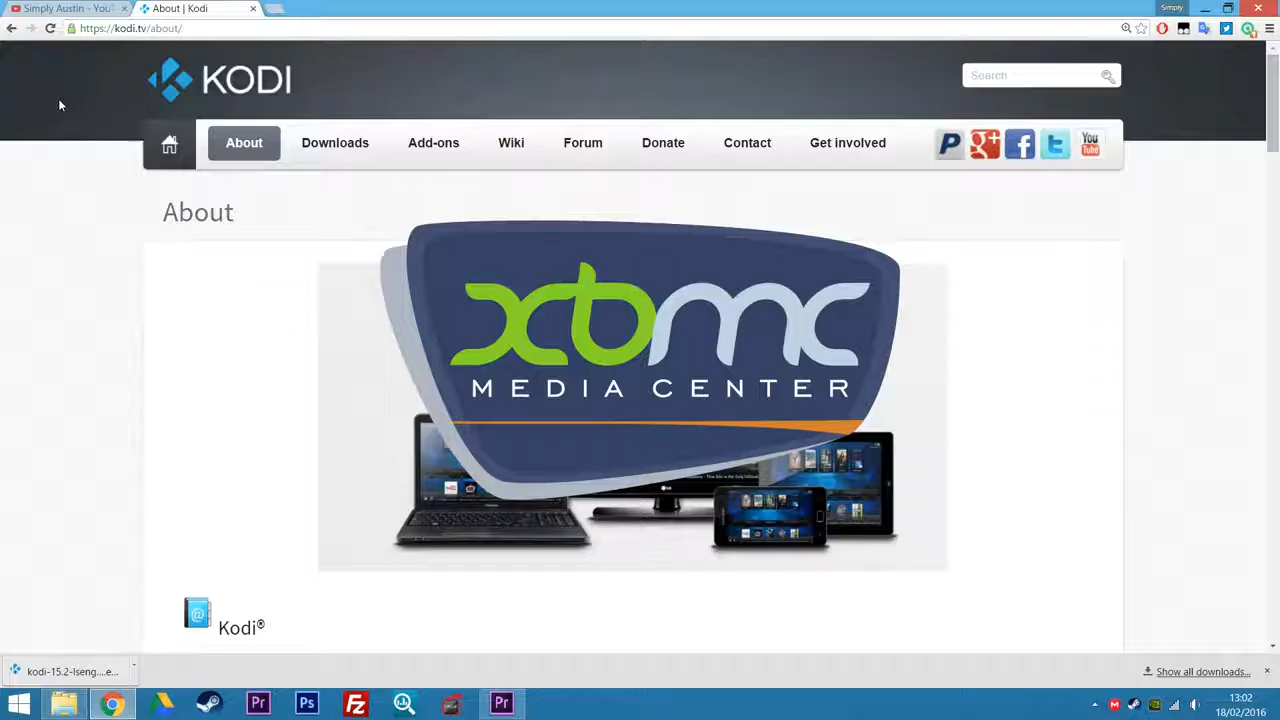 Simply Austin - You
About | Kodi
Simply
https://kodi.tv/about/
KODI
Search
About
Downloads
Add-ons
Wiki
Forum
Donate
Contact
Get involved
You
Tube
About
xbmc
MEDIA CENTER
Kodi®
kodi-15.2-Iseng....e...
Show all downloads...
13:02
18/02/2016